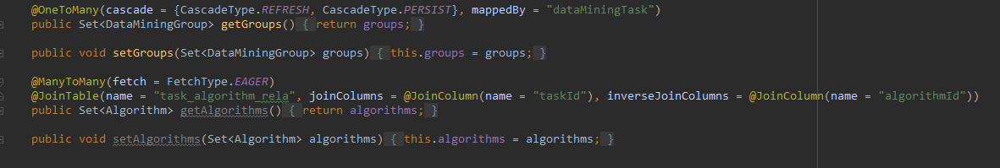 @OneToMany(cascade = {CascadeType.REFRESH, CascadeType.PERSIST}, mappedBy = "dataMiningTask")
public Set<DataMiningGroup> getGroups() { return groups; }
public void setGroups(Set<DataMiningGroup> groups) { this.groups = groups; }
@ManyToMany(fetch = FetchType.EAGER)
@JoinTable(name = "task_algorithm_rela", joinColumns = @JoinColumn(name = "taskId"), inverseJoinColumns = @JoinColumn(name = "algorithmId"))
public Set<Algorithm> getAlgorithms() { return algorithms; }
public void setAlgorithms(Set<Algorithm> algorithms) { this.algorithms = algorithms; }